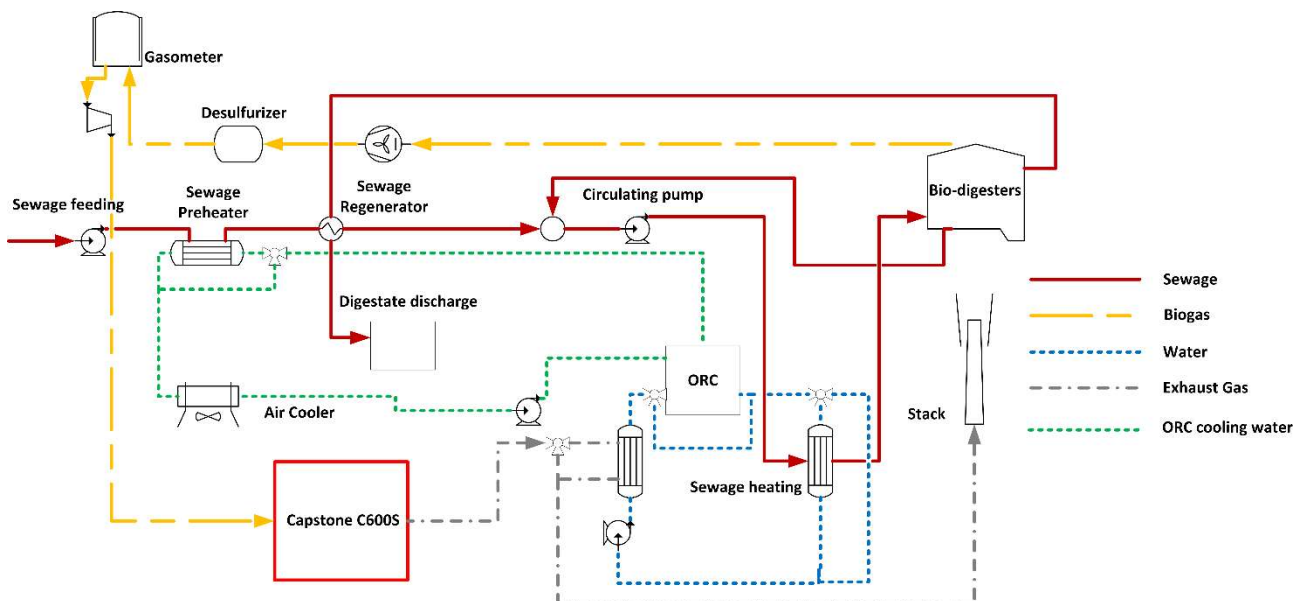 Gasometer
Desulfurizer
Sewage feeding
Sewage
Preheater
Sewage
Regenerator
Circulating pump
Bio-digesters
Digestate discharge
Air Cooler
ORC
Capstone C600S
Sewage heating
Stack
Sewage
Biogas
Water
Exhaust Gas
ORC cooling water